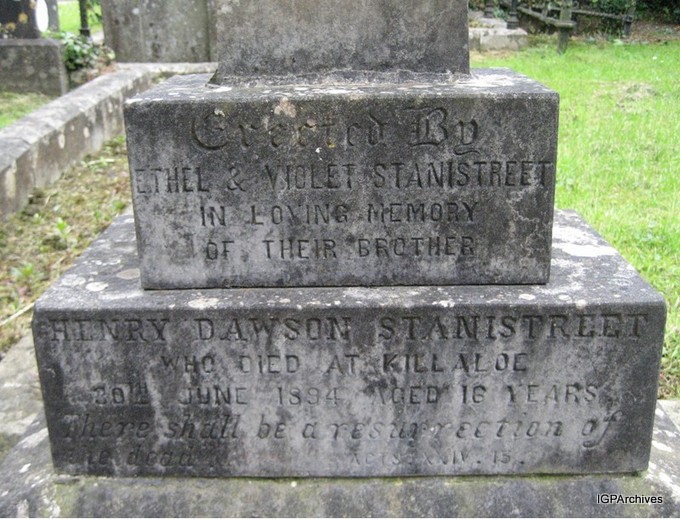 Erected By
ETHEL & VIOLET STANISTREET
IN LOVING MEMORY
OF THEIR BROTHER
HENRY DAWSON STANISTREET
WHO DIED AT KILLALOE
20TH JUNE 1894 AGED 16 YEARS
There shall be a resurrection of
the dead ACTS XXIV. 15.
IGPArchives